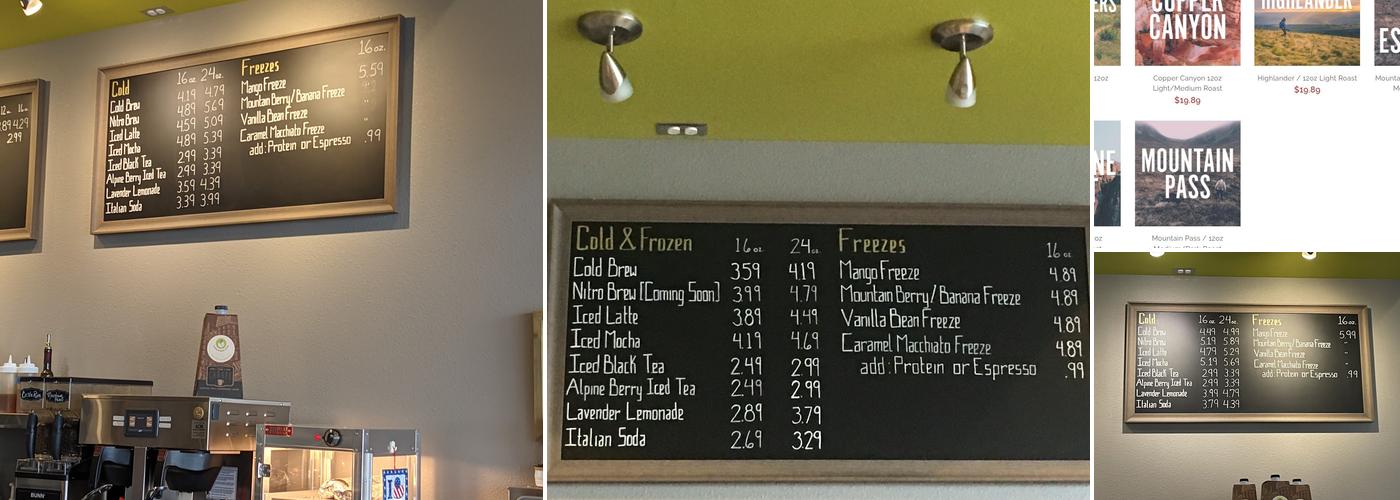 12 oz. 16 oz.
4.29
2.99
Cold 16 oz. 24 oz.
Cold Brew 4.19 4.79
Nitro Brew 4.89 5.69
Iced Latte 4.59 5.09
Iced Mocha 4.89 5.39
Iced Black Tea 2.99 3.39
Alpine Berry Iced Tea 2.99 3.39
Lavender Lemonade 3.59 4.39
Italian Soda 3.39 3.99
Freezes 16 oz.
Mango Freeze 5.59
Mountain Berry/Banana Freeze "
Vanilla Bean Freeze "
Caramel Macchiato Freeze "
add: Protein or Espresso .99
BUNN
Cold & Frozen 16 oz. 24 oz.
Cold Brew 3.59 4.19
Nitro Brew [Coming Soon] 3.99 4.79
Iced Latte 3.89 4.49
Iced Mocha 4.19 4.69
Iced Black Tea 2.49 2.99
Alpine Berry Iced Tea 2.49 2.99
Lavender Lemonade 2.89 3.79
Italian Soda 2.69 3.29
Freezes 16 oz.
Mango Freeze 4.89
Mountain Berry/Banana Freeze 4.89
Vanilla Bean Freeze 4.89
Caramel Macchiato Freeze 4.89
add: Protein or Espresso .99
COPPER
CANYON
HIGHLANDER
ES
12oz
Copper Canyon 12oz
Light/Medium Roast
$19.89
Highlander / 12oz Light Roast
$19.89
NE
MOUNTAIN
PASS
oz
Mountain Pass / 12oz
Cold 16 oz. 24 oz.
Cold Brew 4.49 4.99
Nitro Brew 5.19 5.89
Iced Latte 4.79 5.29
Iced Mocha 5.19 5.69
Iced Black Tea 2.99 3.39
Alpine Berry Iced Tea 2.99 3.39
Lavender Lemonade 3.99 4.79
Italian Soda 3.79 4.39
Freezes 16 oz.
Mango Freeze 5.99
Mountain Berry/Banana Freeze "
Vanilla Bean Freeze "
Caramel Macchiato Freeze "
add: Protein or Espresso .99